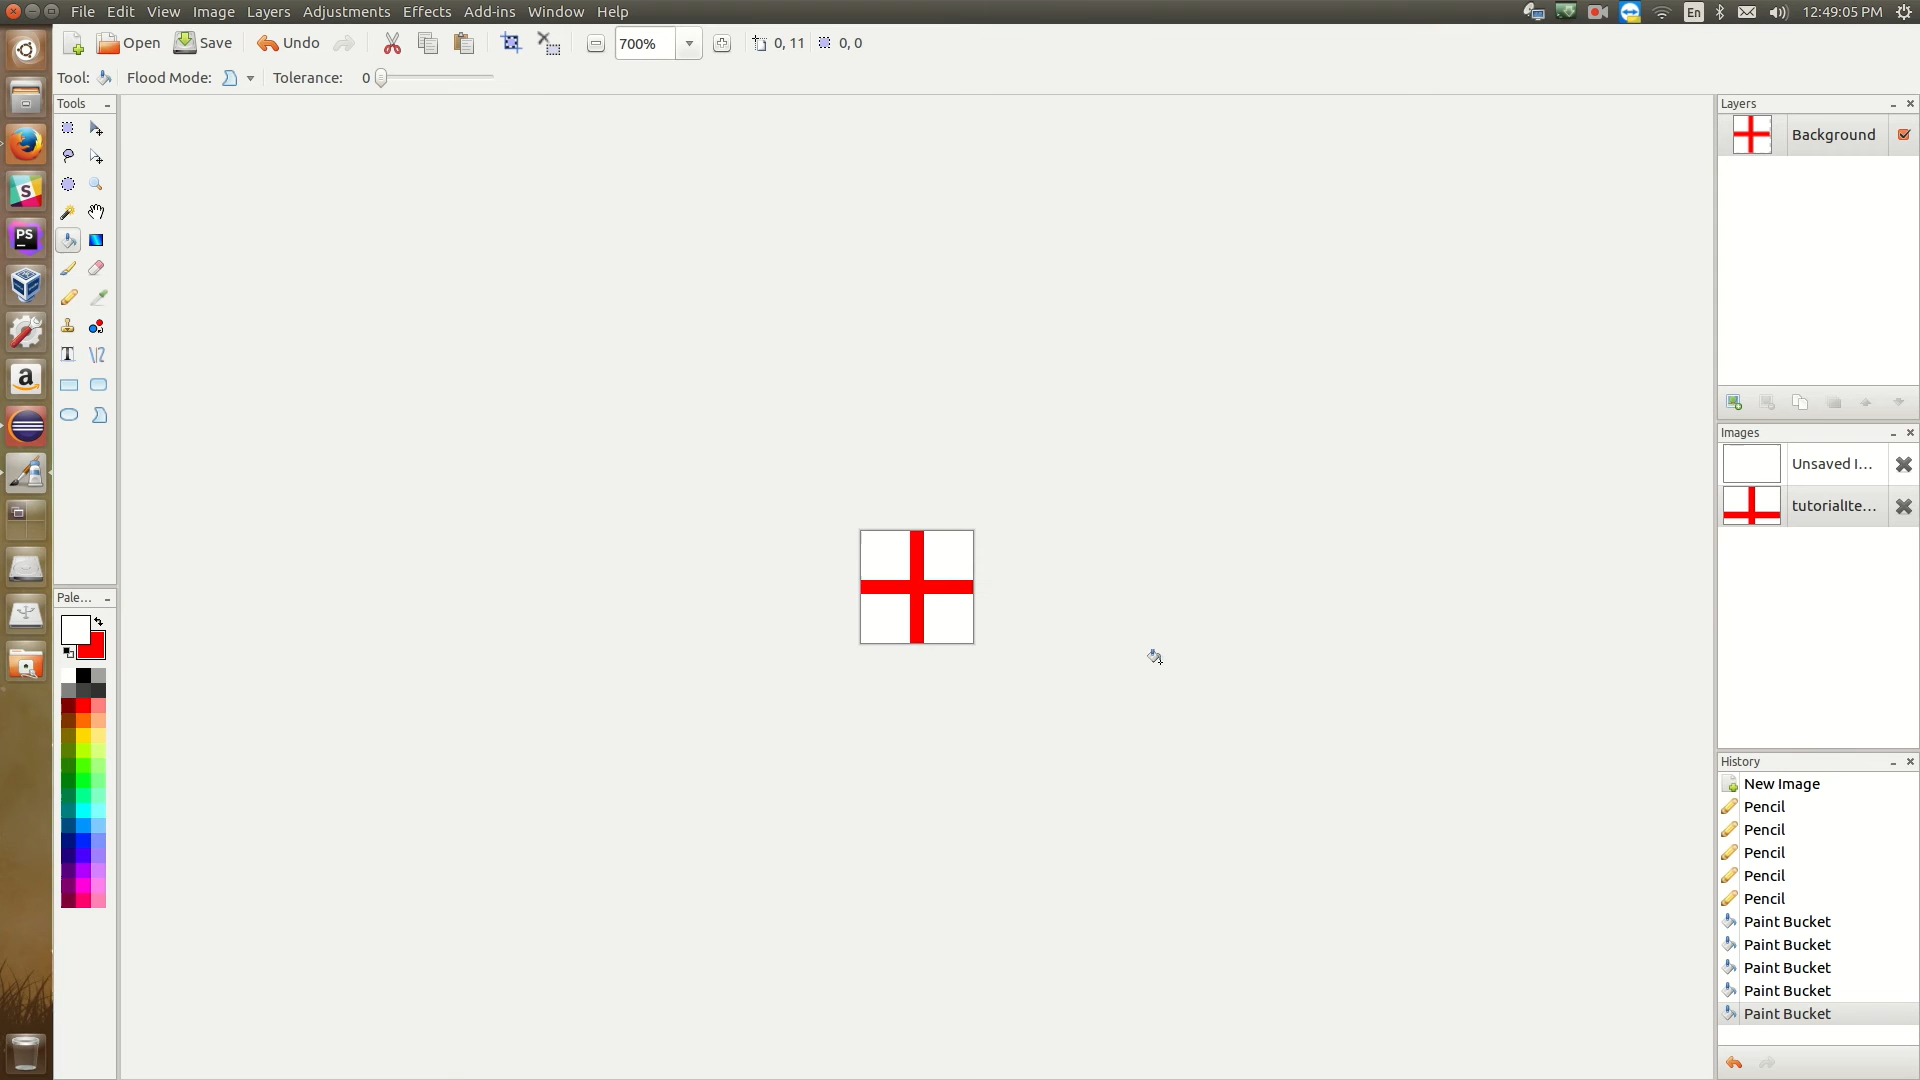 File Edit View Image Layers Adjustments Effects Add-ins Window Help
En 12:49:05 PM
Open Save Undo 700% 0, 11 0, 0
Tool: Flood Mode: Tolerance: 0
Tools
Pale...
Layers
Background
Images
Unsaved I...
tutorialIte...
History
New Image
Pencil
Pencil
Pencil
Pencil
Pencil
Paint Bucket
Paint Bucket
Paint Bucket
Paint Bucket
Paint Bucket
S
PS
a
T